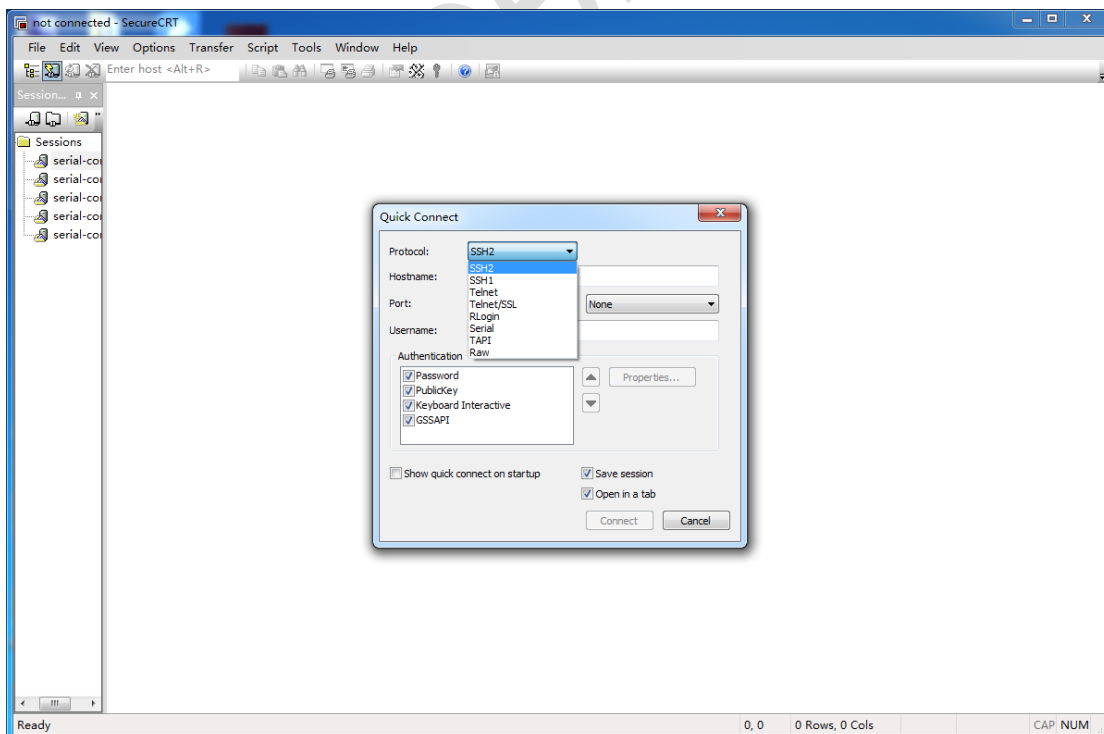 not connected - SecureCRT
File Edit View Options Transfer Script Tools Window Help
Enter host <Alt+R>
Session...
Sessions
serial-co
serial-co
serial-co
serial-co
serial-co
Quick Connect
Protocol: SSH2
SSH2
Hostname:
SSH1
Telnet
Port:
Telnet/SSL
None
RLogin
Username:
Serial
TAPI
Raw
Authentication
Password
Properties...
PublicKey
Keyboard Interactive
GSSAPI
Show quick connect on startup
Save session
Open in a tab
Connect Cancel
Ready 0, 0 0 Rows, 0 Cols CAP NUM